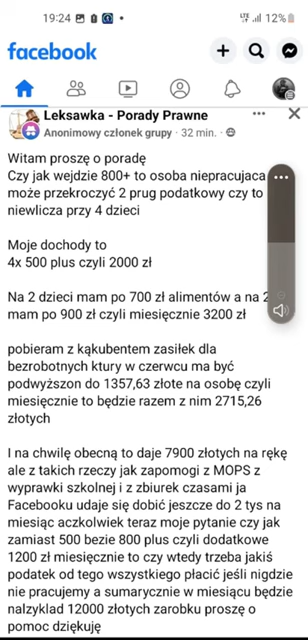 19:24
LTE
12%
facebook
Leksawka - Porady Prawne
Anonimowy członek grupy · 32 min. ·
Witam proszę o poradę
Czy jak wejdzie 800+ to osoba niepracujaca
może przekroczyć 2 prug podatkowy czy to
niewlicza przy 4 dzieci
Moje dochody to
4x 500 plus czyli 2000 zł
Na 2 dzieci mam po 700 zł alimentów a na 2
mam po 900 zł czyli miesięcznie 3200 zł
pobieram z kąkubentem zasiłek dla
bezrobotnych ktury w czerwcu ma być
podwyższon do 1357,63 złote na osobę czyli
miesięcznie to będzie razem z nim 2715,26
złotych
I na chwilę obecną to daje 7900 złotych na rękę
ale z takich rzeczy jak zapomogi z MOPS z
wyprawki szkolnej i z zbiurek czasami ja
Facebooku udaje się dobić jeszcze do 2 tys na
miesiąc aczkolwiek teraz moje pytanie czy jak
zamiast 500 bezie 800 plus czyli dodatkowe
1200 zł miesięcznie to czy wtedy trzeba jakiś
podatek od tego wszystkiego płacić jeśli nigdzie
nie pracujemy a sumarycznie w miesiącu będzie
nalzyklad 12000 złotych zarobku proszę o
pomoc dziękuję